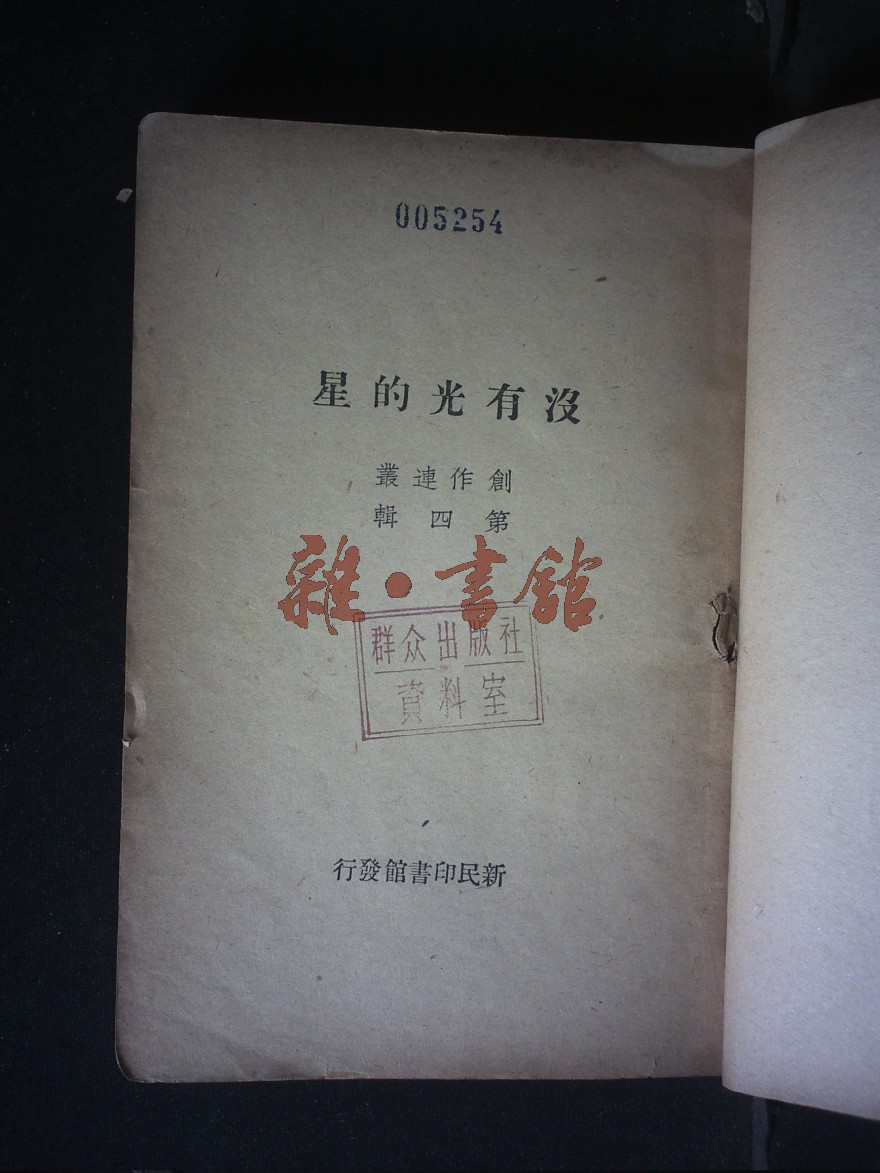 005254
沒有光的星
創作連叢
第四輯
雜·書館
群众出版社
資料室
新民印書館發行